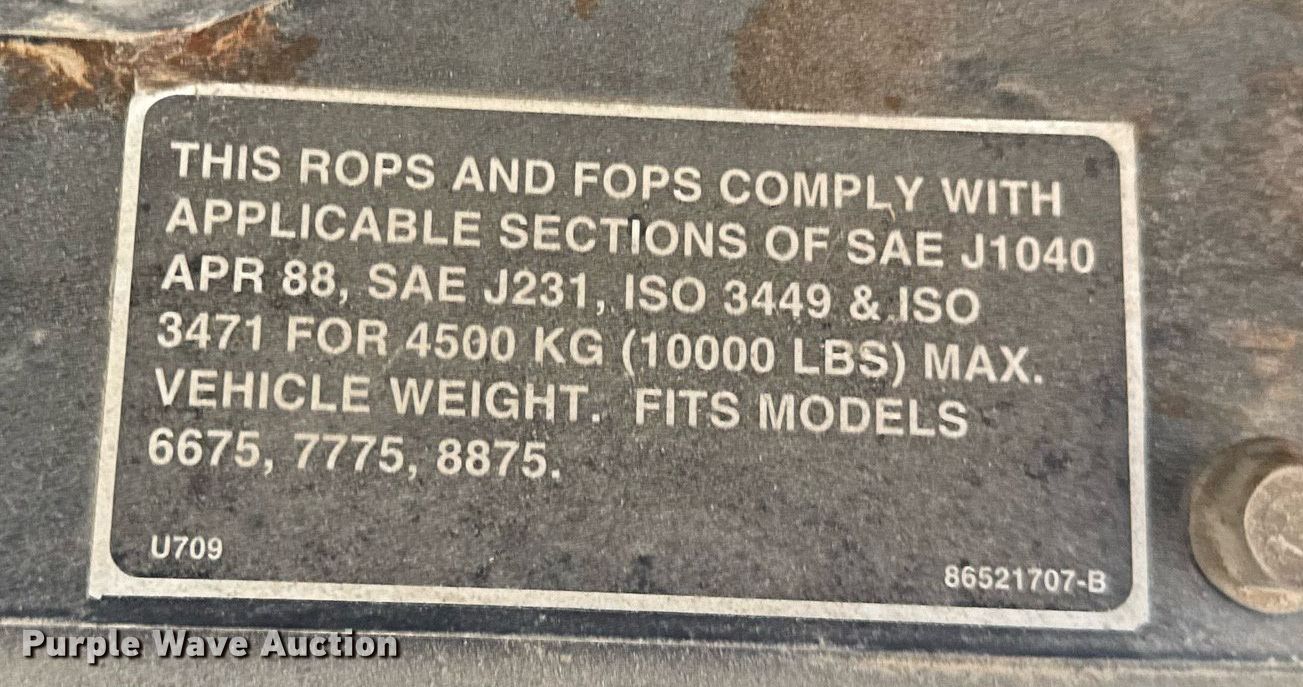 THIS ROPS AND FOPS COMPLY WITH
APPLICABLE SECTIONS OF SAE J1040
APR 88, SAE J231, ISO 3449 & ISO
3471 FOR 4500 KG (10000 LBS) MAX.
VEHICLE WEIGHT. FITS MODELS
6675, 7775, 8875.
U709
86521707-B
Purple Wave Auction